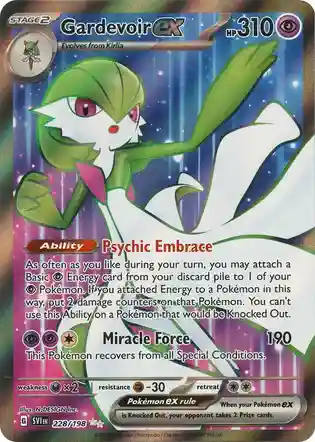 STAGE 2
Gardevoir ex
HP 310
Evolves from Kirlia
Ability Psychic Embrace
As often as you like during your turn, you may attach a
Basic Energy card from your discard pile to 1 of your
Pokémon. If you attached Energy to a Pokémon in this
way, put 2 damage counters on that Pokémon. You can't
use this Ability on a Pokémon that would be Knocked Out.
Miracle Force 190
This Pokémon recovers from all Special Conditions.
weakness ×2 resistance -30 retreat
Illus. N-DESIGN Inc.
G SVI EN 228/198
Pokémon ex rule
When your Pokémon ex
is Knocked Out, your opponent takes 2 Prize cards.